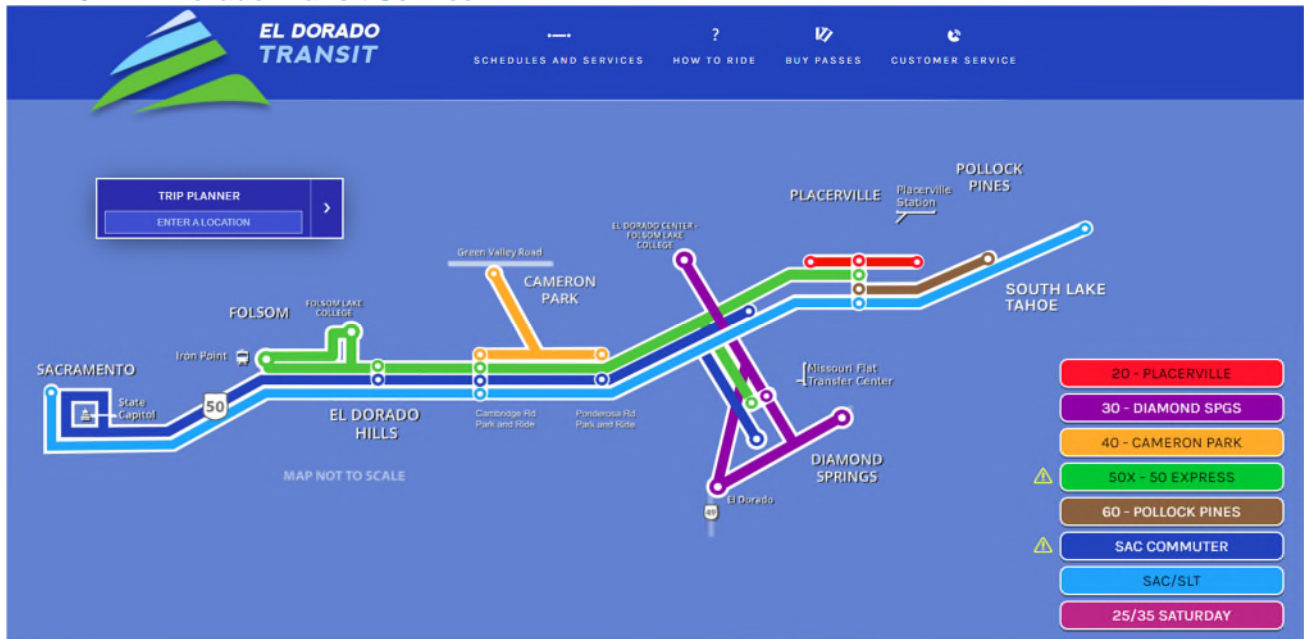 EL DORADO
TRANSIT
SCHEDULES AND SERVICES
?
HOW TO RIDE
BUY PASSES
CUSTOMER SERVICE
TRIP PLANNER
ENTER A LOCATION
>
POLLOCK
PINES
PLACERVILLE
Placerville
Station
EL DORADO CENTER -
FOLSOM LAKE
COLLEGE
Green Valley Road
CAMERON
PARK
SOUTH LAKE
TAHOE
FOLSOM
FOLSOM LAKE
COLLEGE
Iron Point
SACRAMENTO
State
Capitol
50
EL DORADO
HILLS
Cambridge Rd
Park and Ride
Ponderosa Rd
Park and Ride
Missouri Flat
Transfer Center
DIAMOND
SPRINGS
El Dorado
49
MAP NOT TO SCALE
20 - PLACERVILLE
30 - DIAMOND SPGS
40 - CAMERON PARK
50X - 50 EXPRESS
60 - POLLOCK PINES
SAC COMMUTER
SAC/SLT
25/35 SATURDAY